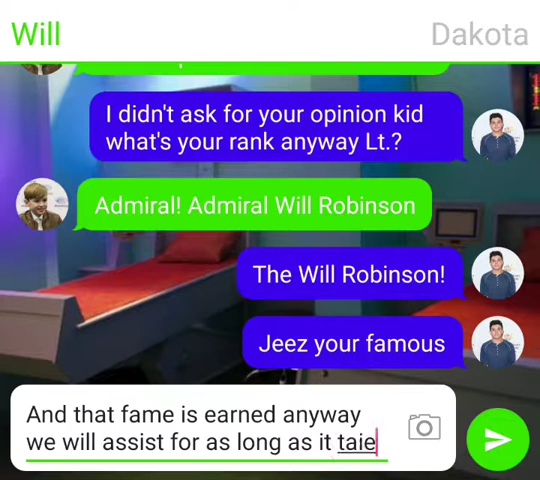 Will
Dakota
I didn't ask for your opinion kid
what's your rank anyway Lt.?
Admiral! Admiral Will Robinson
The Will Robinson!
Jeez your famous
And that fame is earned anyway
we will assist for as long as it taie